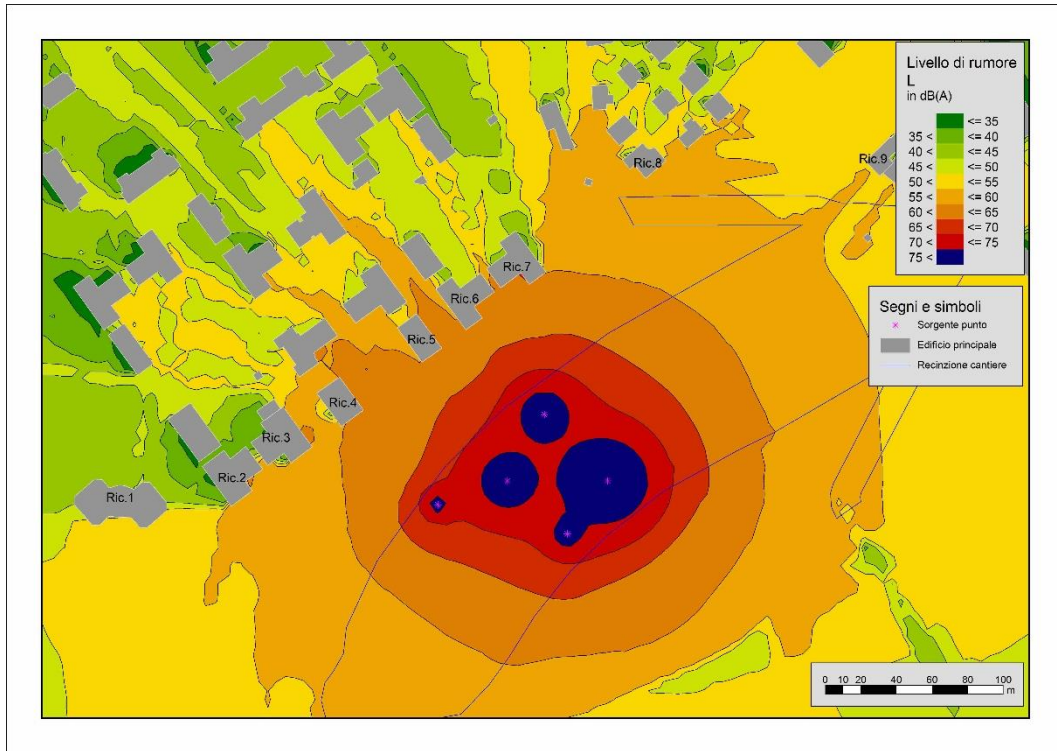 Livello di rumore
L
in dB(A)
<= 35
35 < <= 40
40 < <= 45
45 < <= 50
50 < <= 55
55 < <= 60
60 < <= 65
65 < <= 70
70 < <= 75
75 <
Segni e simboli
Sorgente punto
Edificio principale
Recinzione cantiere
Ric.8
Ric.9
Ric.7
Ric.6
Ric.5
Ric.4
Ric.3
Ric.2
Ric.1
0 10 20 40 60 80 100
m